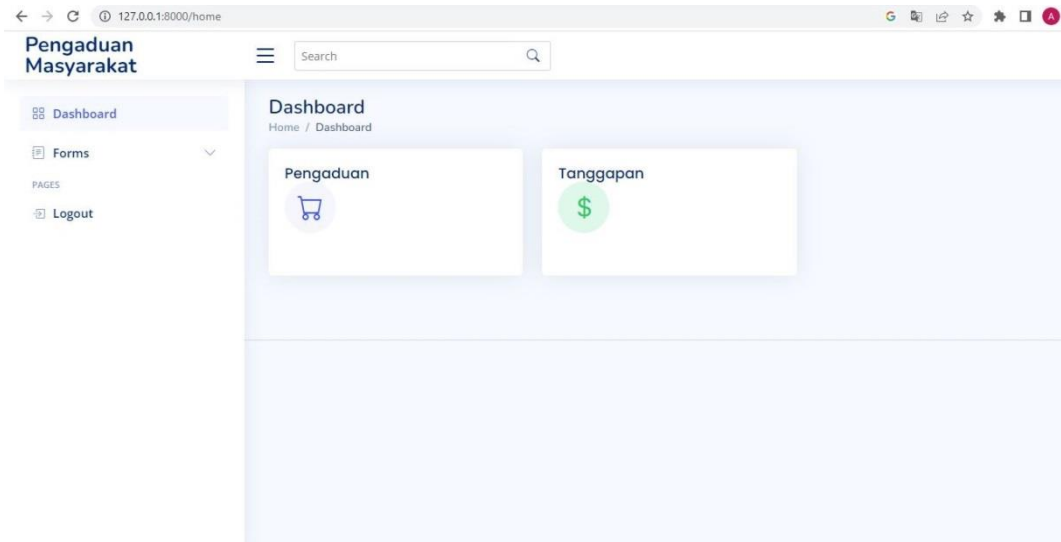 127.0.0.1:8000/home
A
Pengaduan
Masyarakat
Search
Dashboard
Forms
PAGES
Logout
Dashboard
Home / Dashboard
Pengaduan
Tanggapan
$